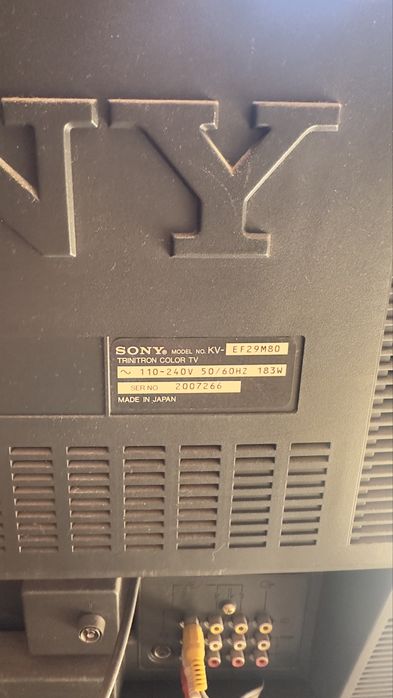 NY
SONY® MODEL NO. KV-EF29M80
TRINITRON COLOR TV
~ 110-240V 50/60HZ 183W
SER NO 2007266
MADE IN JAPAN